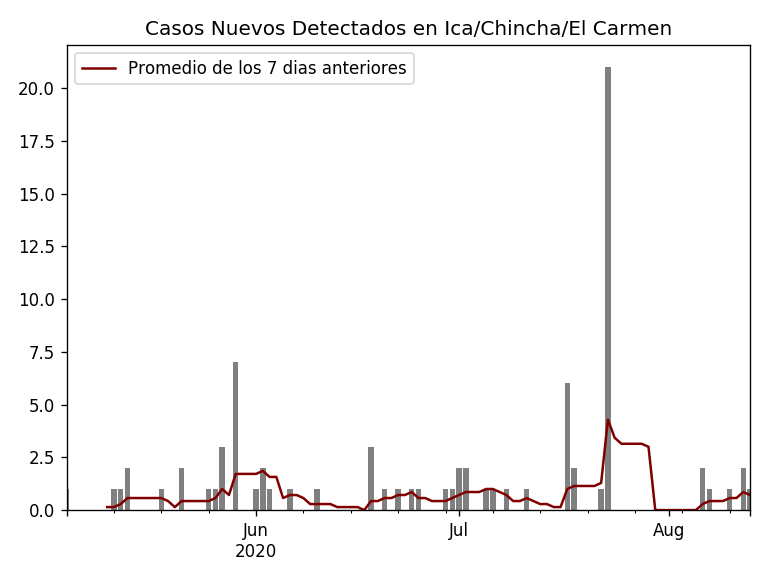 Casos Nuevos Detectados en Ica/Chincha/El Carmen
Promedio de los 7 dias anteriores
20.0
17.5
15.0
12.5
10.0
7.5
5.0
2.5
0.0
Jun
2020
Jul
Aug